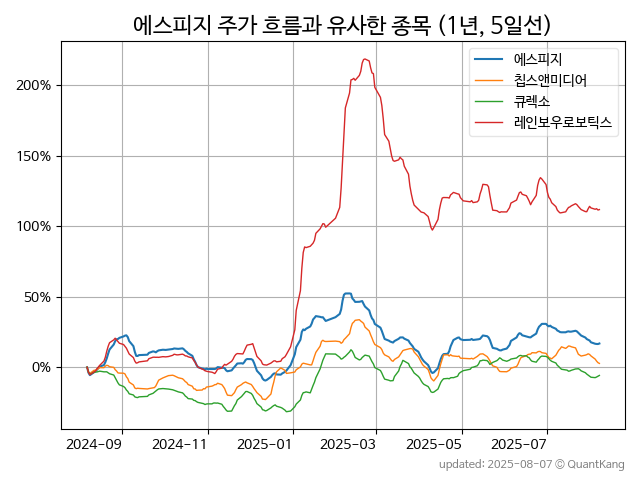 에스피지 주가 흐름과 유사한 종목 (1년, 5일선)
에스피지
칩스앤미디어
큐렉소
레인보우로보틱스
200%
150%
100%
50%
0%
2024-09
2024-11
2025-01
2025-03
2025-05
2025-07
updated: 2025-08-07 © QuantKang